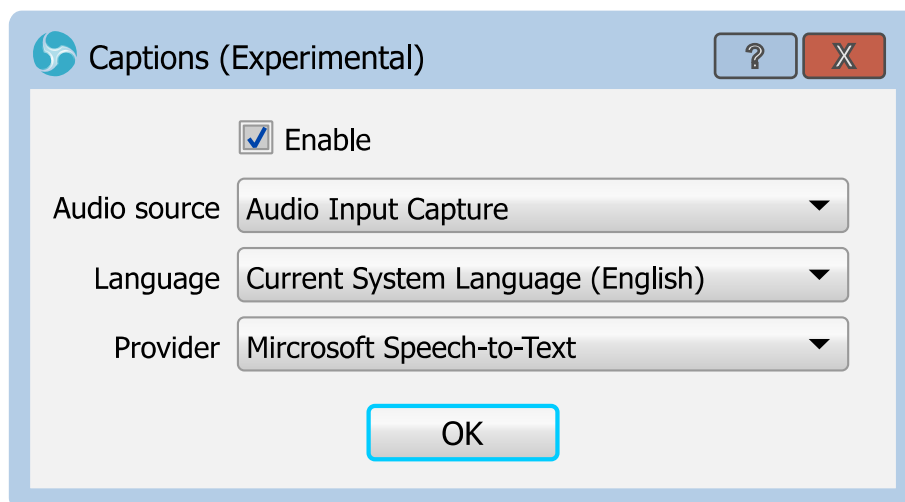 Captions (Experimental) ? X
Enable
Audio source Audio Input Capture
Language Current System Language (English)
Provider Mircrosoft Speech-to-Text
OK